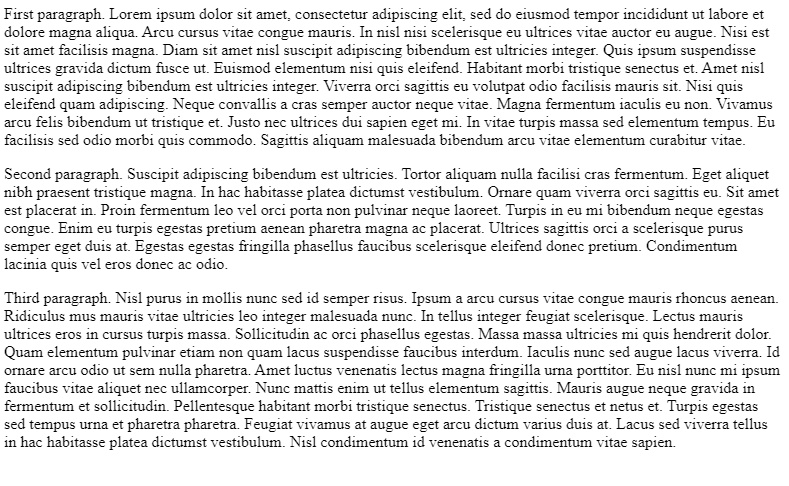 First paragraph. Lorem ipsum dolor sit amet, consectetur adipiscing elit, sed do eiusmod tempor incididunt ut labore et
dolore magna aliqua. Arcu cursus vitae congue mauris. In nisl nisi scelerisque eu ultrices vitae auctor eu augue. Nisi est
sit amet facilisis magna. Diam sit amet nisl suscipit adipiscing bibendum est ultricies integer. Quis ipsum suspendisse
ultrices gravida dictum fusce ut. Euismod elementum nisi quis eleifend. Habitant morbi tristique senectus et. Amet nisl
suscipit adipiscing bibendum est ultricies integer. Viverra orci sagittis eu volutpat odio facilisis mauris sit. Nisi quis
eleifend quam adipiscing. Neque convallis a cras semper auctor neque vitae. Magna fermentum iaculis eu non. Vivamus
arcu felis bibendum ut tristique et. Justo nec ultrices dui sapien eget mi. In vitae turpis massa sed elementum tempus. Eu
facilisis sed odio morbi quis commodo. Sagittis aliquam malesuada bibendum arcu vitae elementum curabitur vitae.
Second paragraph. Suscipit adipiscing bibendum est ultricies. Tortor aliquam nulla facilisi cras fermentum. Eget aliquet
nibh praesent tristique magna. In hac habitasse platea dictumst vestibulum. Ornare quam viverra orci sagittis eu. Sit amet
est placerat in. Proin fermentum leo vel orci porta non pulvinar neque laoreet. Turpis in eu mi bibendum neque egestas
congue. Enim eu turpis egestas pretium aenean pharetra magna ac placerat. Ultrices sagittis orci a scelerisque purus
semper eget duis at. Egestas egestas fringilla phasellus faucibus scelerisque eleifend donec pretium. Condimentum
lacinia quis vel eros donec ac odio.
Third paragraph. Nisl purus in mollis nunc sed id semper risus. Ipsum a arcu cursus vitae congue mauris rhoncus aenean.
Ridiculus mus mauris vitae ultricies leo integer malesuada nunc. In tellus integer feugiat scelerisque. Lectus mauris
ultrices eros in cursus turpis massa. Sollicitudin ac orci phasellus egestas. Massa massa ultricies mi quis hendrerit dolor.
Quam elementum pulvinar etiam non quam lacus suspendisse faucibus interdum. Iaculis nunc sed augue lacus viverra. Id
ornare arcu odio ut sem nulla pharetra. Amet luctus venenatis lectus magna fringilla urna porttitor. Eu nisl nunc mi ipsum
faucibus vitae aliquet nec ullamcorper. Nunc mattis enim ut tellus elementum sagittis. Mauris augue neque gravida in
fermentum et sollicitudin. Pellentesque habitant morbi tristique senectus. Tristique senectus et netus et. Turpis egestas
sed tempus urna et pharetra pharetra. Feugiat vivamus at augue eget arcu dictum varius duis at. Lacus sed viverra tellus
in hac habitasse platea dictumst vestibulum. Nisl condimentum id venenatis a condimentum vitae sapien.